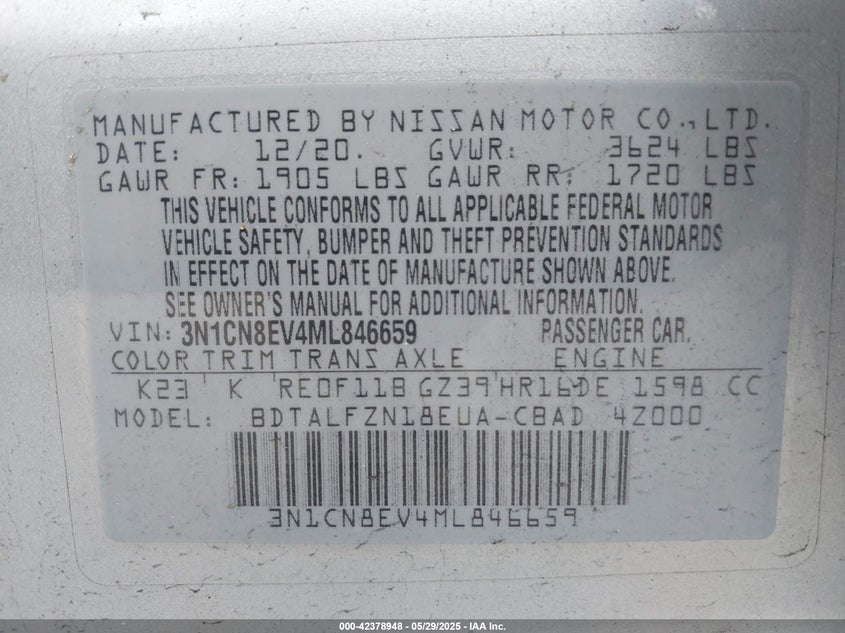 MANUFACTURED BY NISSAN MOTOR CO., LTD.
DATE: 12/20. GVWR: 3624 LBS
GAWR FR: 1905 LBS GAWR RR: 1720 LBS
THIS VEHICLE CONFORMS TO ALL APPLICABLE FEDERAL MOTOR
VEHICLE SAFETY, BUMPER AND THEFT PREVENTION STANDARDS
IN EFFECT ON THE DATE OF MANUFACTURE SHOWN ABOVE.
SEE OWNER'S MANUAL FOR ADDITIONAL INFORMATION.
VIN: 3N1CN8EV4ML846659 PASSENGER CAR.
COLOR TRIM TRANS AXLE ENGINE
K23 K RE0F11B GZ39 HR16DE 1598 CC
MODEL: BDTALFZN18EUA-CBAD 4Z000
3N1CN8EV4ML846659
000-42378948 - 05/29/2025 - IAA Inc.